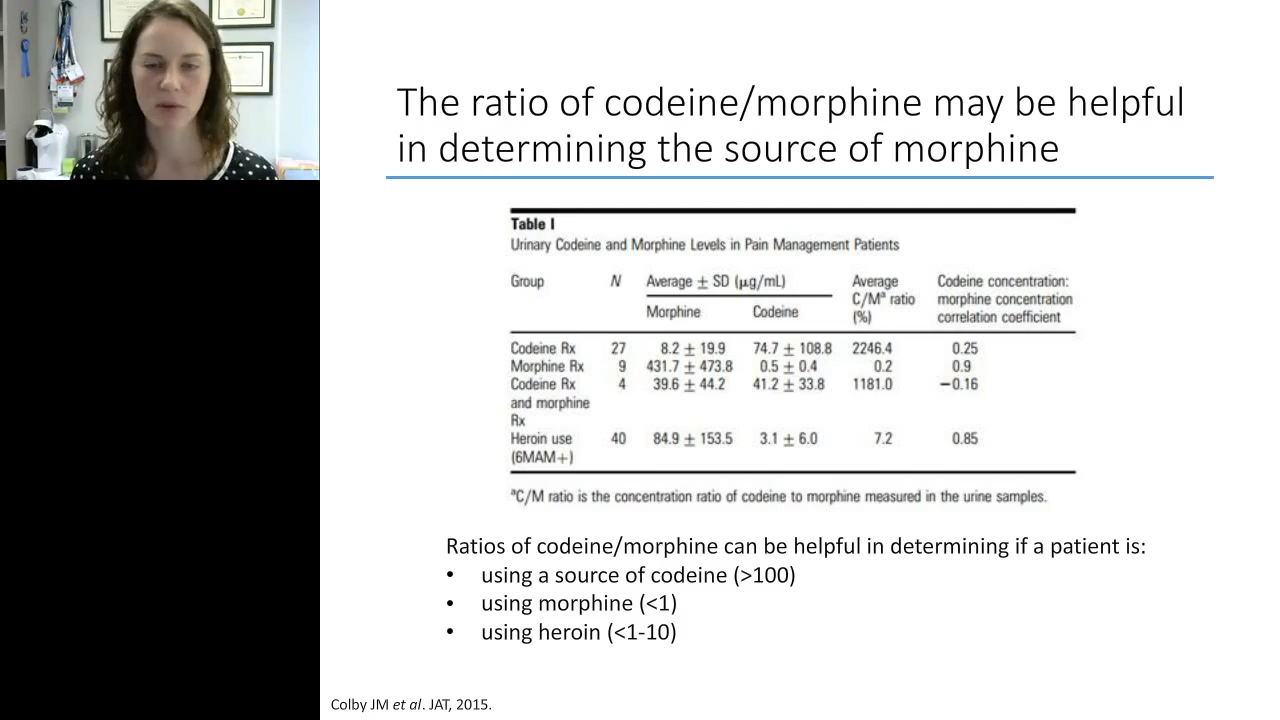 The ratio of codeine/morphine may be helpful
in determining the source of morphine
Table I
Urinary Codeine and Morphine Levels in Pain Management Patients
Group N Average ± SD (µg/mL) Average Codeine concentration:
C/Mᵃ ratio morphine concentration
Morphine Codeine (%) correlation coefficient
Codeine Rx 27 8.2 ± 19.9 74.7 ± 108.8 2246.4 0.25
Morphine Rx 9 431.7 ± 473.8 0.5 ± 0.4 0.2 0.9
Codeine Rx 4 39.6 ± 44.2 41.2 ± 33.8 1181.0 −0.16
and morphine
Rx
Heroin use 40 84.9 ± 153.5 3.1 ± 6.0 7.2 0.85
(6MAM+)
ᵃC/M ratio is the concentration ratio of codeine to morphine measured in the urine samples.
Ratios of codeine/morphine can be helpful in determining if a patient is:
• using a source of codeine (>100)
• using morphine (<1)
• using heroin (<1-10)
Colby JM et al. JAT, 2015.